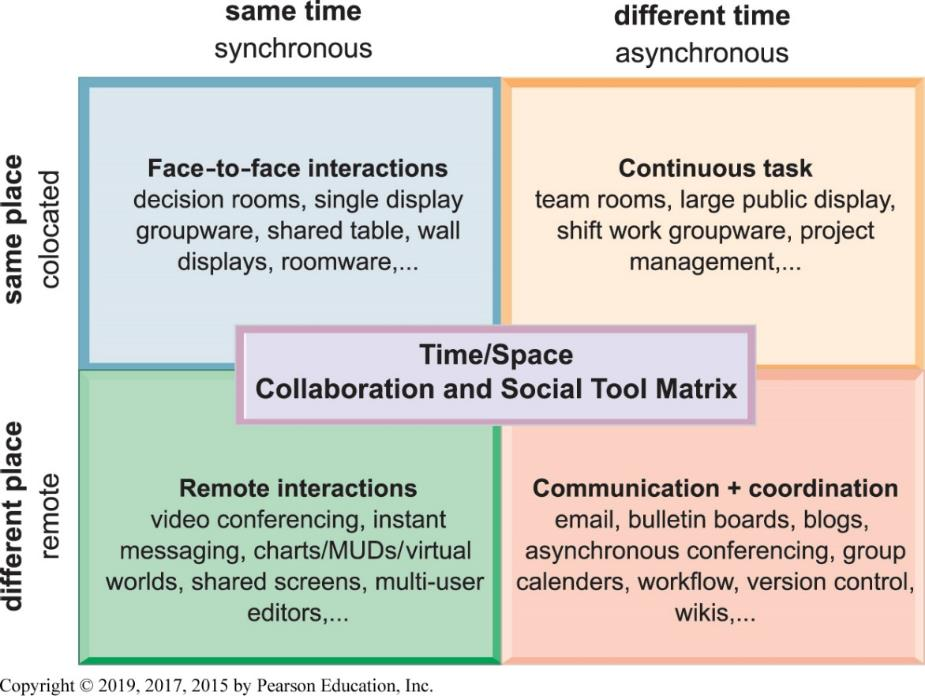 same time
synchronous
different time
asynchronous
same place
colocated
Face-to-face interactions
decision rooms, single display
groupware, shared table, wall
displays, roomware,...
Continuous task
team rooms, large public display,
shift work groupware, project
management,...
Time/Space
Collaboration and Social Tool Matrix
different place
remote
Remote interactions
video conferencing, instant
messaging, charts/MUDs/virtual
worlds, shared screens, multi-user
editors,...
Communication + coordination
email, bulletin boards, blogs,
asynchronous conferencing, group
calenders, workflow, version control,
wikis,...
Copyright © 2019, 2017, 2015 by Pearson Education, Inc.